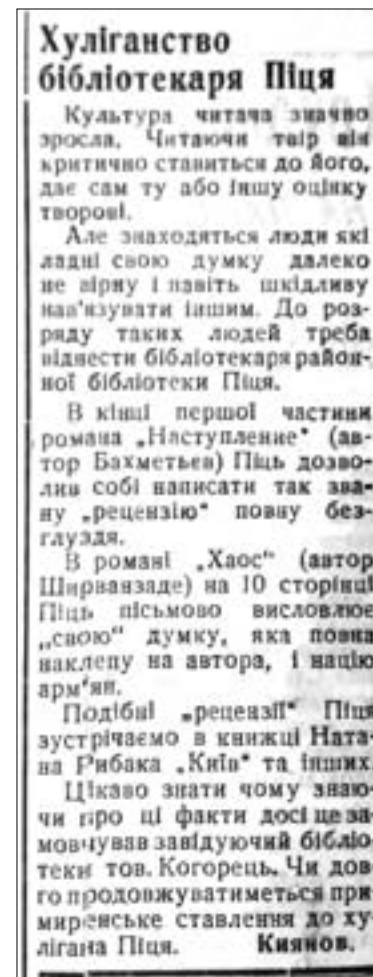 Хуліганство
бібліотекаря Піця
Культура читача значно
зросла. Читаючи твір він
критично ставиться до його,
дає сам ту або іншу оцінку
творові.
Але знаходяться люди які
ладні свою думку далеко
не вірну і навіть шкідливу
нав'язувати іншим. До роз-
ряду таких людей треба
віднести бібліотекаря район-
ної бібліотеки Піця.
В кінці першої частини
романа „Наступление" (ав-
тор Бахметьев) Піць дозво-
лив собі написати так зва-
ну „рецензію" повну без-
глуздя.
В романі „Хаос" (автор
Ширванзаде) на 10 сторінці
Піць пісьмово висловлює
„свою" думку, яка повна
наклепу на автора, і націю
арм'ян.
Подібні „рецензії" Піця
зустрічаємо в книжці Ната-
на Рибака „Київ" та інших.
Цікаво знати чому знаю-
чи про ці факти досі це за-
мовчував завідуючий бібліо-
теки тов. Когорець. Чи дов-
го продовжуватиметься при-
миренське ставлення до ху-
лігана Піця. Киянов.